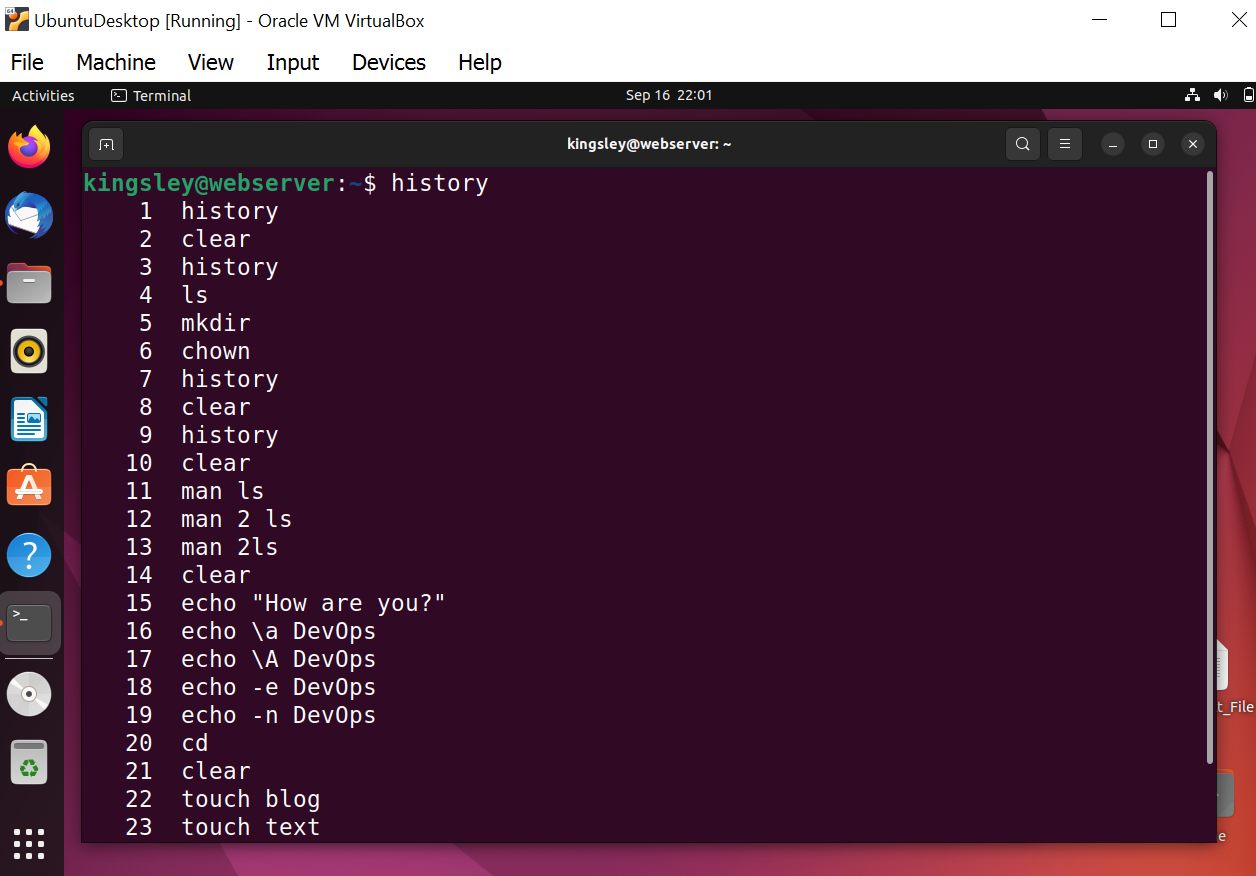 UbuntuDesktop [Running] - Oracle VM VirtualBox
File Machine View Input Devices Help
Activities Terminal Sep 16 22:01
kingsley@webserver: ~
kingsley@webserver:~$ history
1 history
2 clear
3 history
4 ls
5 mkdir
6 chown
7 history
8 clear
9 history
10 clear
11 man ls
12 man 2 ls
13 man 2ls
14 clear
15 echo "How are you?"
16 echo \a DevOps
17 echo \A DevOps
18 echo -e DevOps
19 echo -n DevOps
20 cd
21 clear
22 touch blog
23 touch text
t_File
e